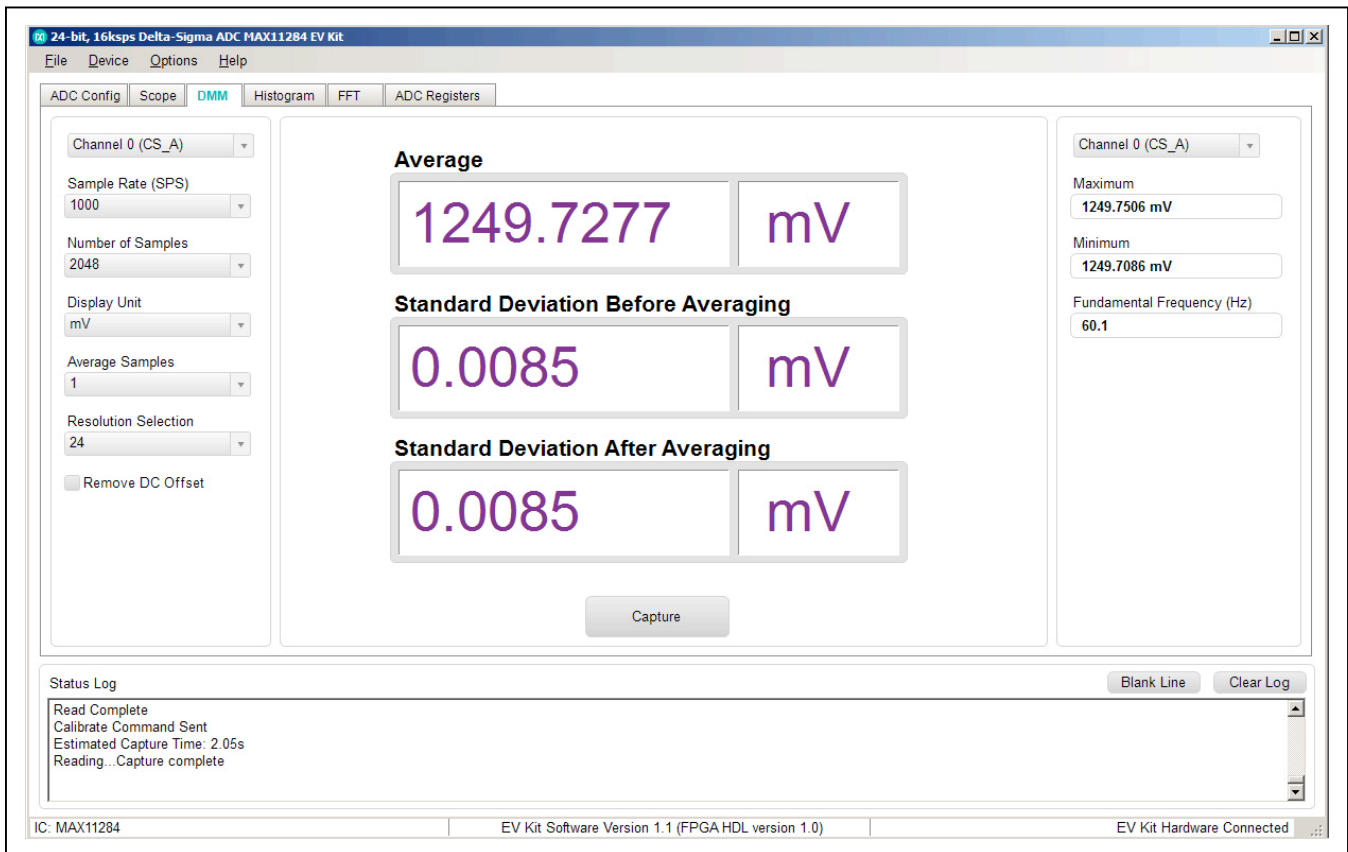 24-bit, 16ksps Delta-Sigma ADC MAX11284 EV Kit
File Device Options Help
ADC Config Scope DMM Histogram FFT ADC Registers
Channel 0 (CS_A)
Sample Rate (SPS)
1000
Number of Samples
2048
Display Unit
mV
Average Samples
1
Resolution Selection
24
Remove DC Offset
Average
1249.7277 mV
Standard Deviation Before Averaging
0.0085 mV
Standard Deviation After Averaging
0.0085 mV
Capture
Channel 0 (CS_A)
Maximum
1249.7506 mV
Minimum
1249.7086 mV
Fundamental Frequency (Hz)
60.1
Status Log
Blank Line Clear Log
Read Complete
Calibrate Command Sent
Estimated Capture Time: 2.05s
Reading...Capture complete
IC: MAX11284 EV Kit Software Version 1.1 (FPGA HDL version 1.0) EV Kit Hardware Connected